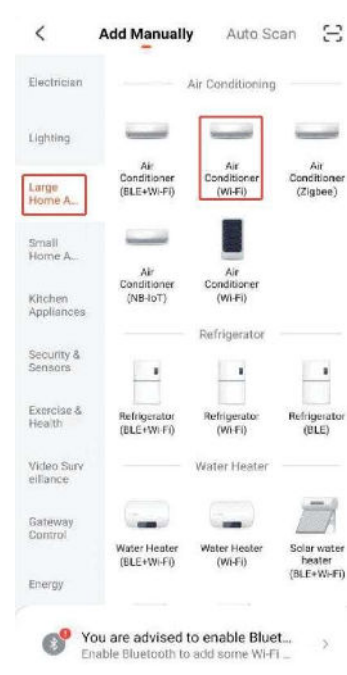 Add Manually Auto Scan
Electrician
Lighting
Large
Home A...
Small
Home A...
Kitchen
Appliances
Security &
Sensors
Exercise &
Health
Video Surv
eillance
Gateway
Control
Energy
Air Conditioning
Air
Conditioner
(BLE+Wi-Fi)
Air
Conditioner
(Wi-Fi)
Air
Conditioner
(Zigbee)
Air
Conditioner
(NB-IoT)
Air
Conditioner
(Wi-Fi)
Refrigerator
Refrigerator
(BLE+Wi-Fi)
Refrigerator
(Wi-Fi)
Refrigerator
(BLE)
Water Heater
Water Heater
(BLE+Wi-Fi)
Water Heater
(Wi-Fi)
Solar water
heater
(BLE+Wi-Fi)
You are advised to enable Bluet...
Enable Bluetooth to add some Wi-Fi ...